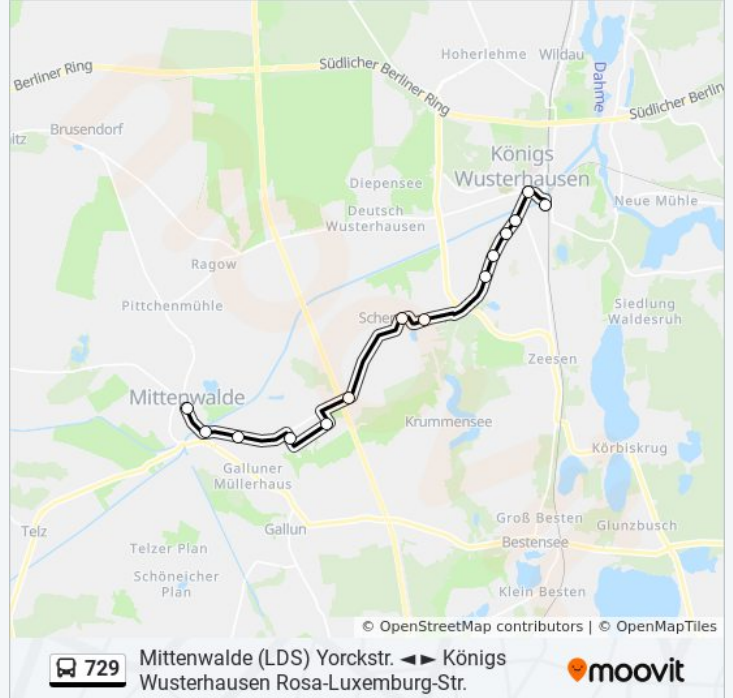 Hoherlehme
Wildau
Berliner Ring
Südlicher Berliner Ring
Dahme
Südlicher Berlin
Brusendorf
itz
Königs
Wusterhausen
Diepensee
Deutsch
Wusterhausen
Neue Mühle
Ragow
Pittchenmühle
Siedlung
Waldesruh
Schen
Zeesen
Mittenwalde
Krummensee
Körbiskrug
Galluner
Müllerhaus
Groß Besten
Glunzbusch
Telz
Gallun
Bestensee
Telzer Plan
Schöneicher
Plan
Klein Besten
© OpenStreetMap contributors | © OpenMapTiles
729
Mittenwalde (LDS) Yorckstr. ◄► Königs
Wusterhausen Rosa-Luxemburg-Str.
moovit